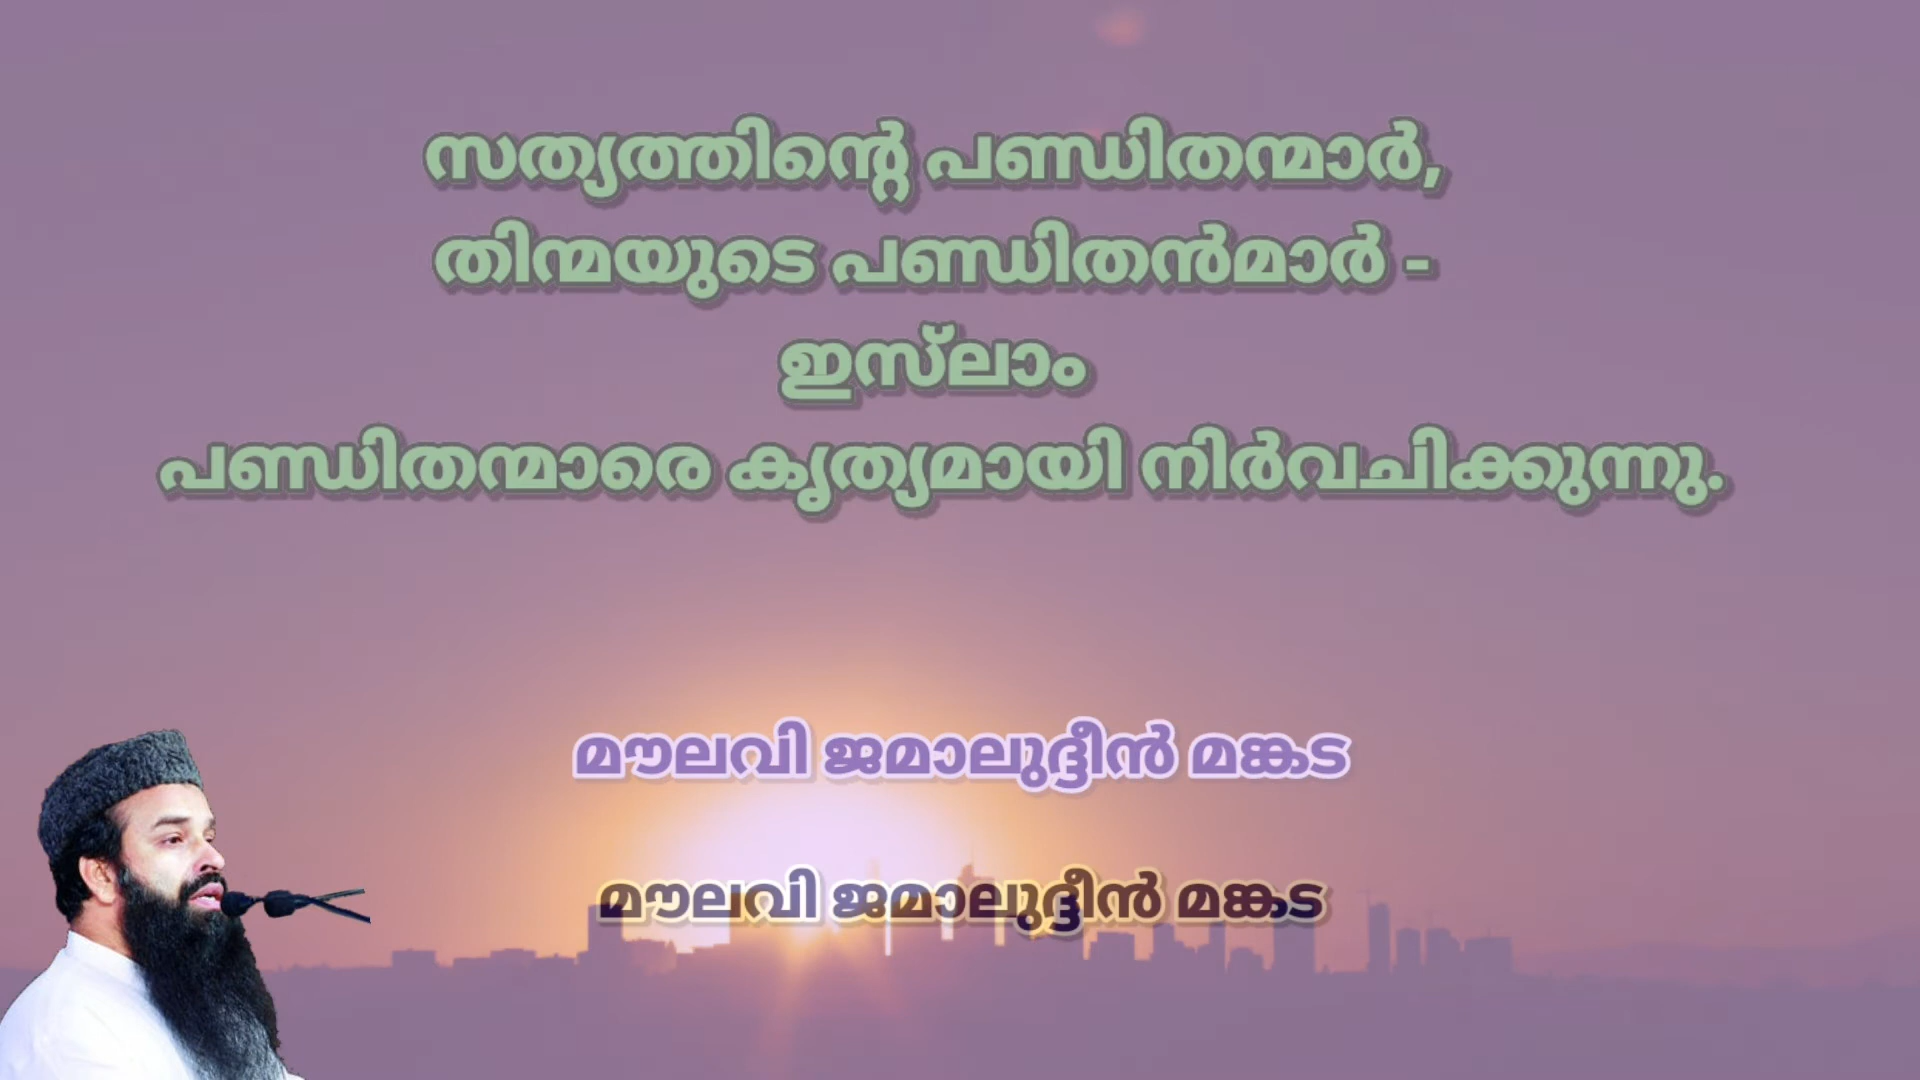 സത്യത്തിന്റെ പണ്ഡിതന്മാർ,
തിന്മയുടെ പണ്ഡിതൻമാർ -
ഇസ്‌ലാം
പണ്ഡിതന്മാരെ കൃത്യമായി നിർവചിക്കുന്നു.
മൗലവി ജമാലുദ്ദീൻ മങ്കട
മൗലവി ജമാലുദ്ദീൻ മങ്കട